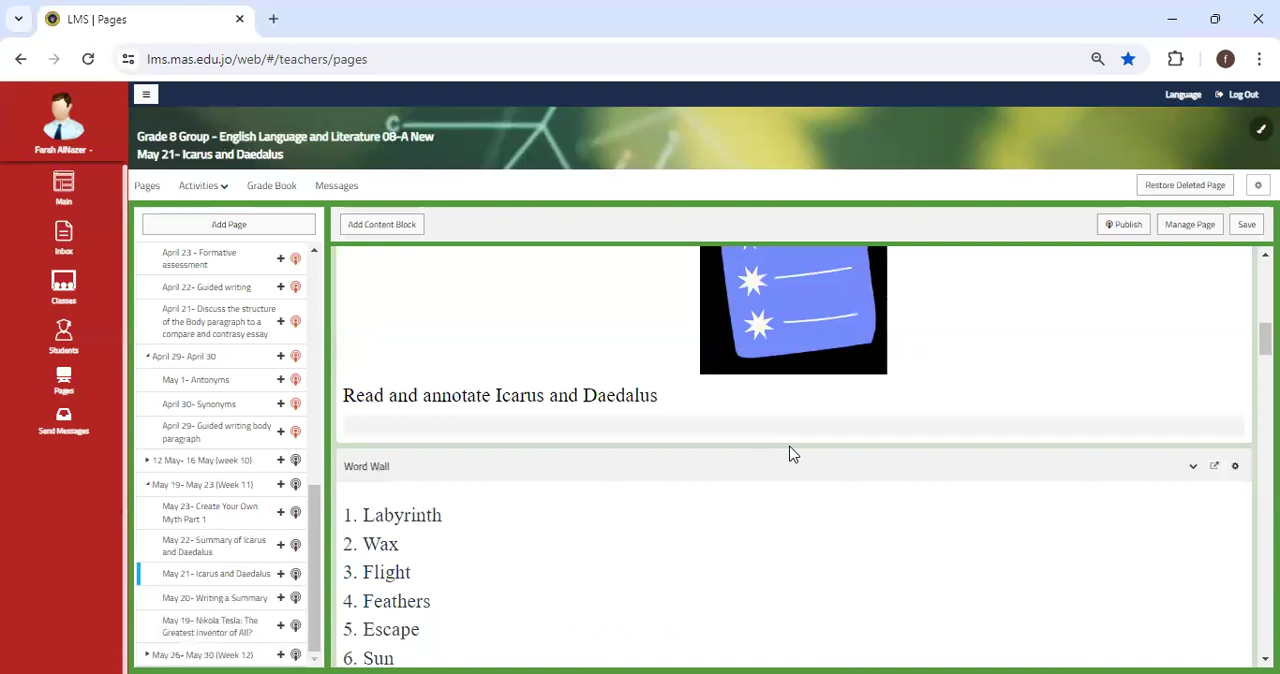 LMS | Pages
lms.mas.edu.jo/web/#/teachers/pages
f
Language
Log Out
Farah AlNazer
Grade 8 Group - English Language and Literature 08-A New
May 21- Icarus and Daedalus
Pages
Activities
Grade Book
Messages
Restore Deleted Page
Main
Inbox
Classes
Students
Pages
Send Messages
Add Page
April 23 - Formative
assessment
April 22- Guided writing
April 21- Discuss the structure
of the Body paragraph to a
compare and contrasy essay
April 29- April 30
May 1- Antonyms
April 30- Synonyms
April 29- Guided writing body
paragraph
12 May- 16 May (week 10)
May 19- May 23 (Week 11)
May 23- Create Your Own
Myth Part 1
May 22- Summary of Icarus
and Daedalus
May 21- Icarus and Daedalus
May 20- Writing a Summary
May 19- Nikola Tesla: The
Greatest Inventor of All?
May 26- May 30 (Week 12)
Add Content Block
Publish
Manage Page
Save
Read and annotate Icarus and Daedalus
Word Wall
1. Labyrinth
2. Wax
3. Flight
4. Feathers
5. Escape
6. Sun